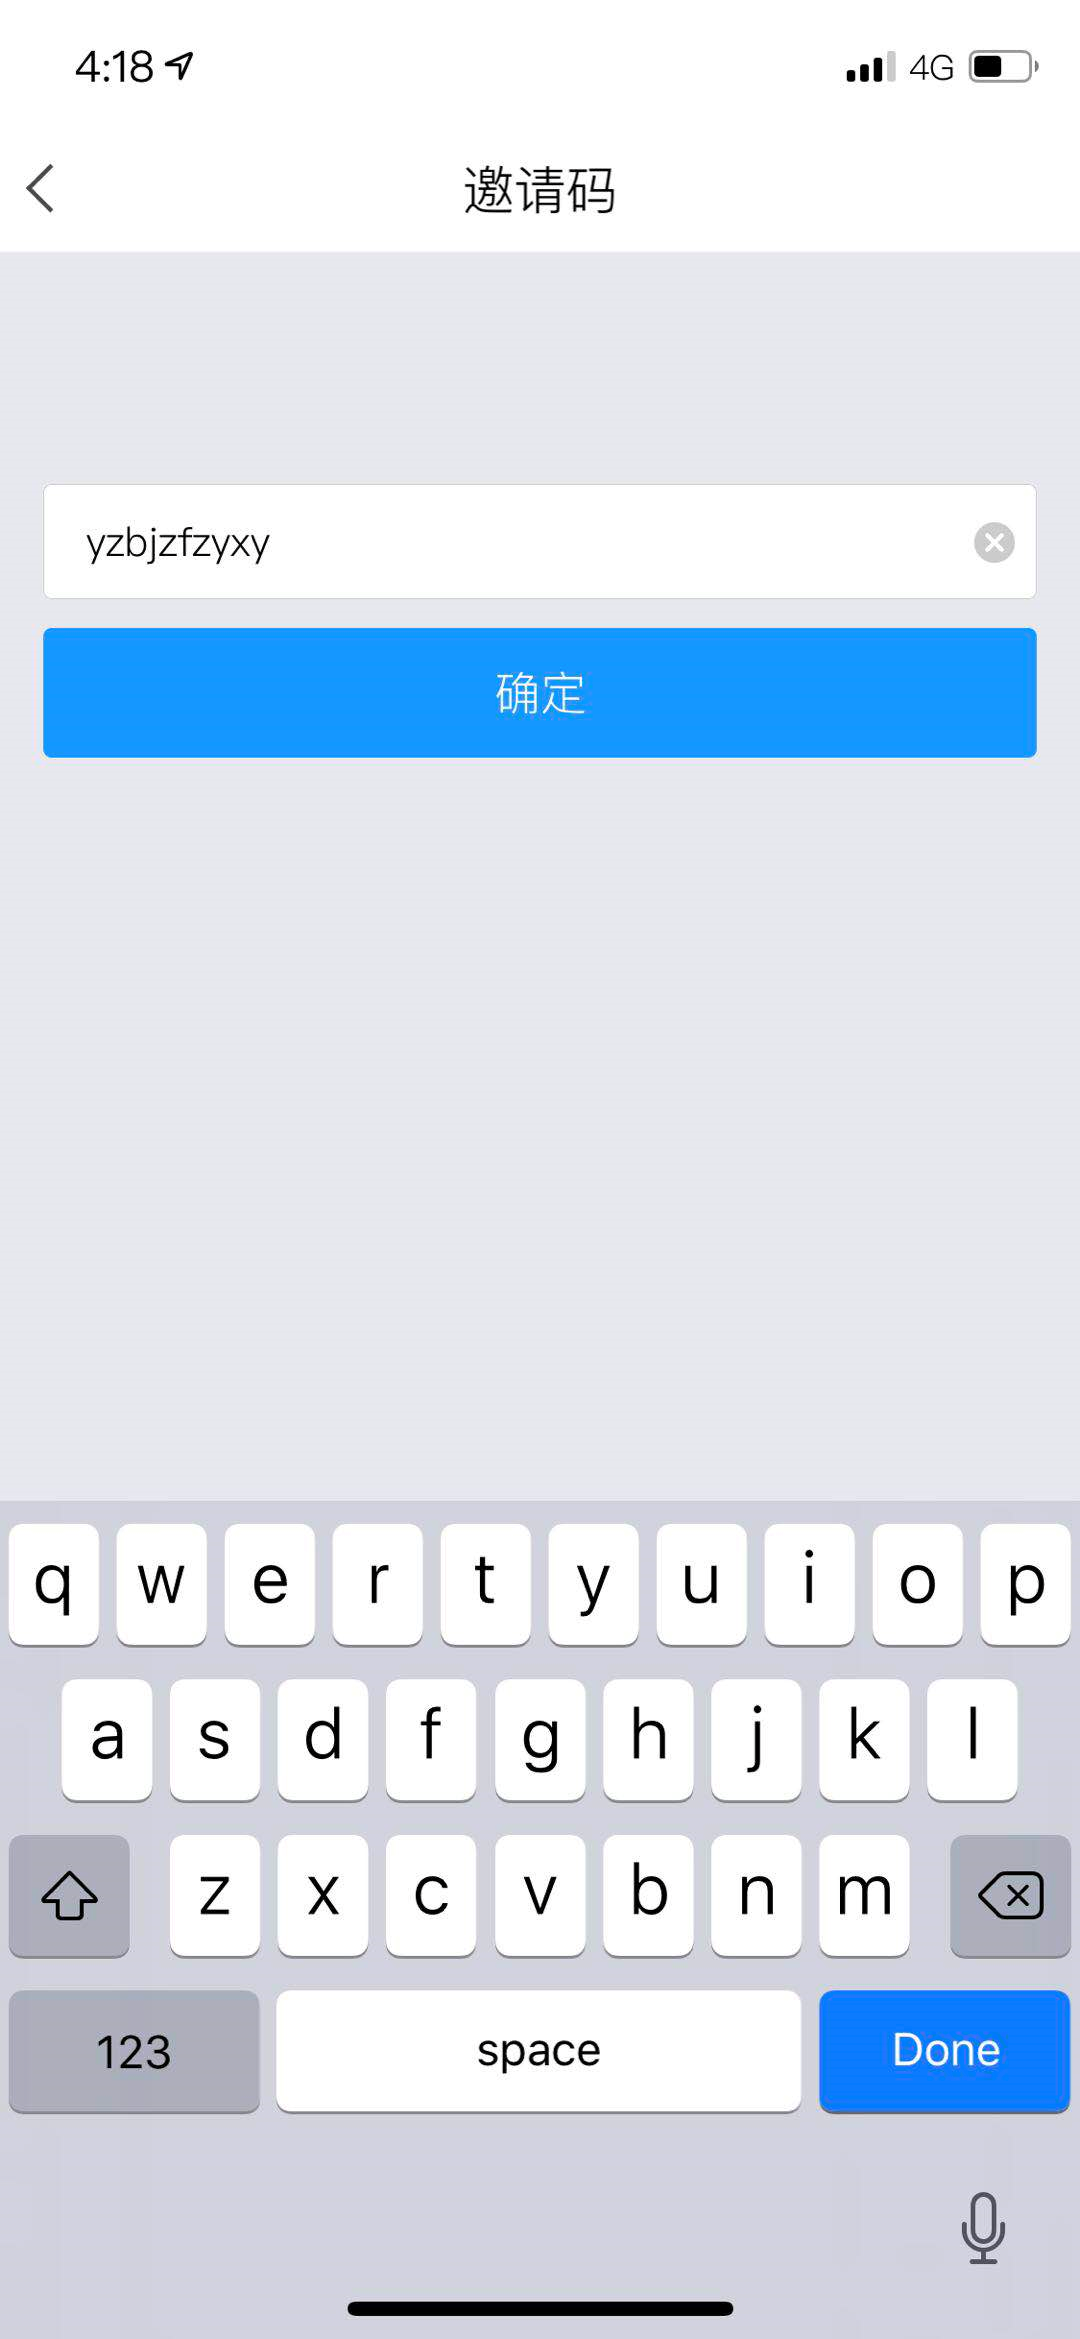 4:18 4G
邀请码
yzbjzfzyxy
确定
q w e r t y u i o p
a s d f g h j k l
z x c v b n m
123 space Done